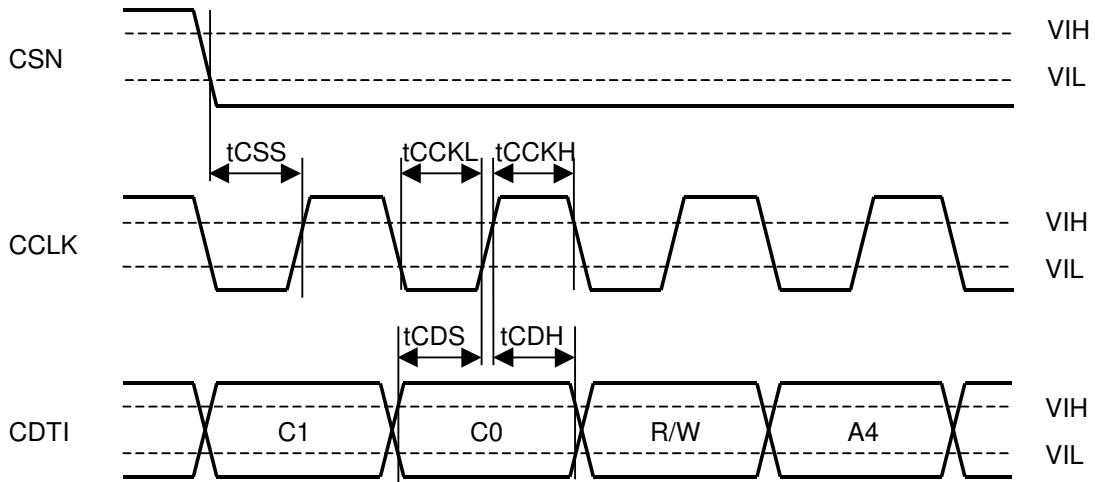 CSN
VIH
VIL
tCSS
tCCKL
tCCKH
CCLK
VIH
VIL
tCDS
tCDH
CDTI
C1
C0
R/W
A4
VIH
VIL